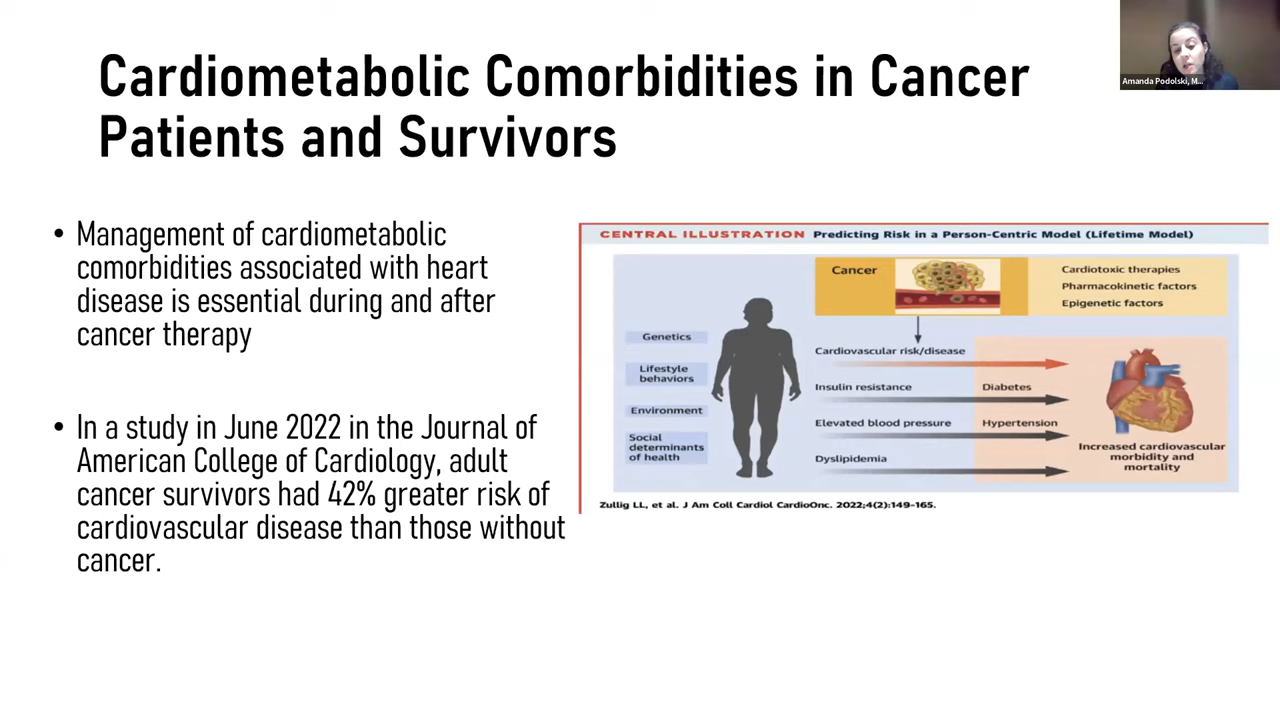 Cardiometabolic Comorbidities in Cancer
Patients and Survivors
Amanda Podolski, M...
• Management of cardiometabolic
comorbidities associated with heart
disease is essential during and after
cancer therapy
• In a study in June 2022 in the Journal of
American College of Cardiology, adult
cancer survivors had 42% greater risk of
cardiovascular disease than those without
cancer.
CENTRAL ILLUSTRATION Predicting Risk in a Person-Centric Model (Lifetime Model)
Cancer
Cardiotoxic therapies
Pharmacokinetic factors
Epigenetic factors
Genetics
Lifestyle
behaviors
Environment
Social
determinants
of health
Cardiovascular risk/disease
Insulin resistance
Diabetes
Elevated blood pressure
Hypertension
Dyslipidemia
Increased cardiovascular
morbidity and
mortality
Zullig LL, et al. J Am Coll Cardiol CardioOnc. 2022;4(2):149-165.